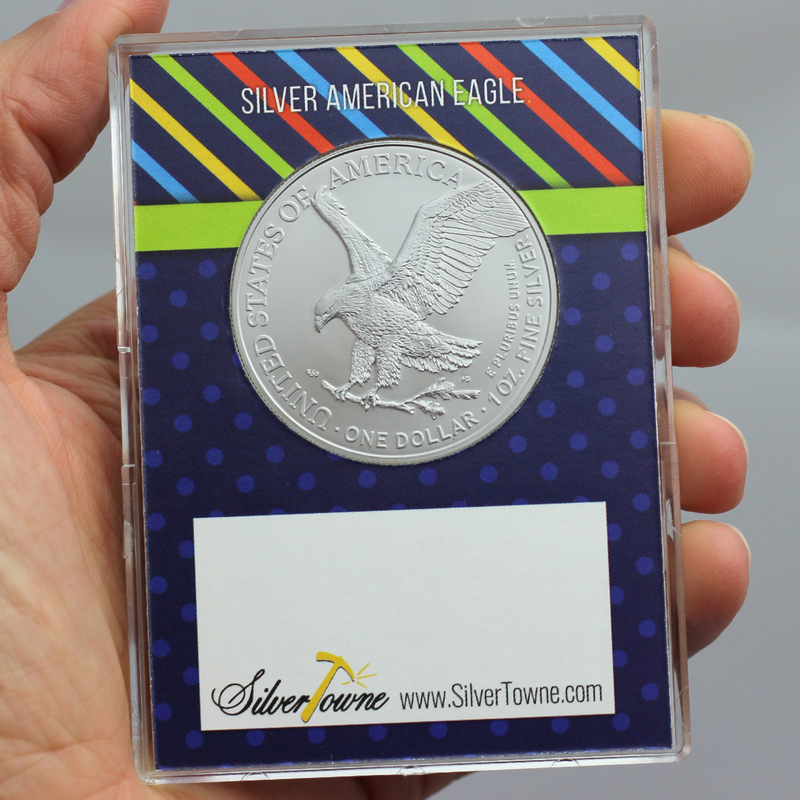 SILVER AMERICAN EAGLE
UNITED STATES OF AMERICA
E PLURIBUS UNUM
1 OZ. FINE SILVER
· ONE DOLLAR ·
SilverTowne www.SilverTowne.com